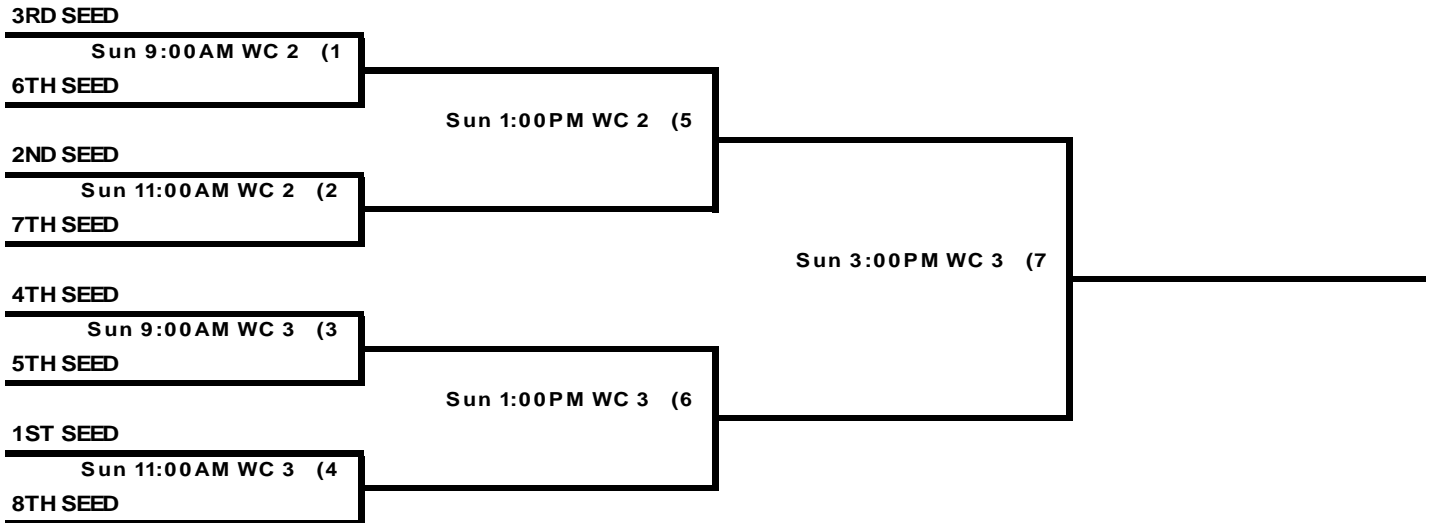 3RD SEED
Sun 9:00AM WC 2 (1
6TH SEED
Sun 1:00PM WC 2 (5
2ND SEED
Sun 11:00AM WC 2 (2
7TH SEED
Sun 3:00PM WC 3 (7
4TH SEED
Sun 9:00AM WC 3 (3
5TH SEED
Sun 1:00PM WC 3 (6
1ST SEED
Sun 11:00AM WC 3 (4
8TH SEED